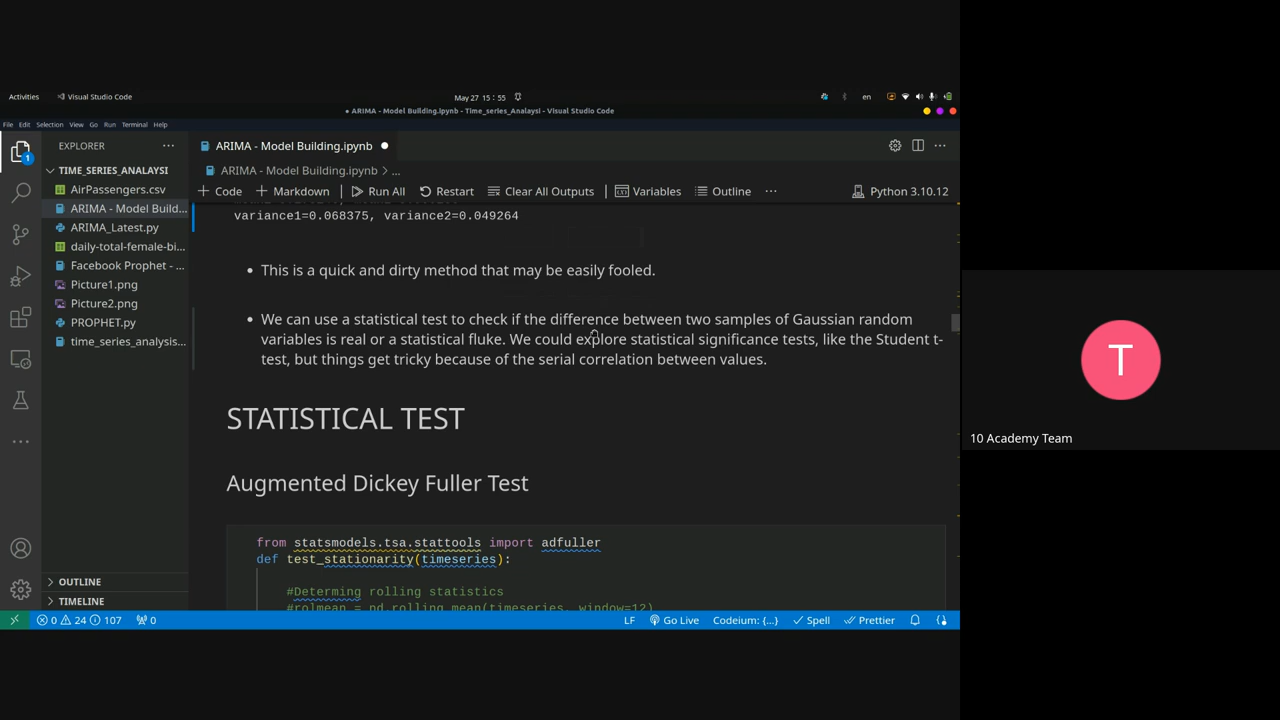 Activities
Visual Studio Code
May 27 15:55
en
● ARIMA - Model Building.ipynb - Time_series_Analaysi - Visual Studio Code
File Edit Selection View Go Run Terminal Help
EXPLORER
ARIMA - Model Building.ipynb
TIME_SERIES_ANALAYSI
ARIMA - Model Building.ipynb > ...
AirPassengers.csv
+ Code + Markdown Run All Restart Clear All Outputs Variables Outline ... Python 3.10.12
ARIMA - Model Build...
variance1=0.068375, variance2=0.049264
ARIMA_Latest.py
daily-total-female-bi...
Facebook Prophet - ...
Picture1.png
Picture2.png
PROPHET.py
time_series_analysis...
1
• This is a quick and dirty method that may be easily fooled.
• We can use a statistical test to check if the difference between two samples of Gaussian random
variables is real or a statistical fluke. We could explore statistical significance tests, like the Student t-
test, but things get tricky because of the serial correlation between values.
STATISTICAL TEST
Augmented Dickey Fuller Test
from statsmodels.tsa.stattools import adfuller
def test_stationarity(timeseries):
#Determing rolling statistics
#rolmean = pd.rolling_mean(timeseries, window=12)
OUTLINE
TIMELINE
0 24 107 0
LF Go Live Codeium: {...} Spell Prettier
T
10 Academy Team